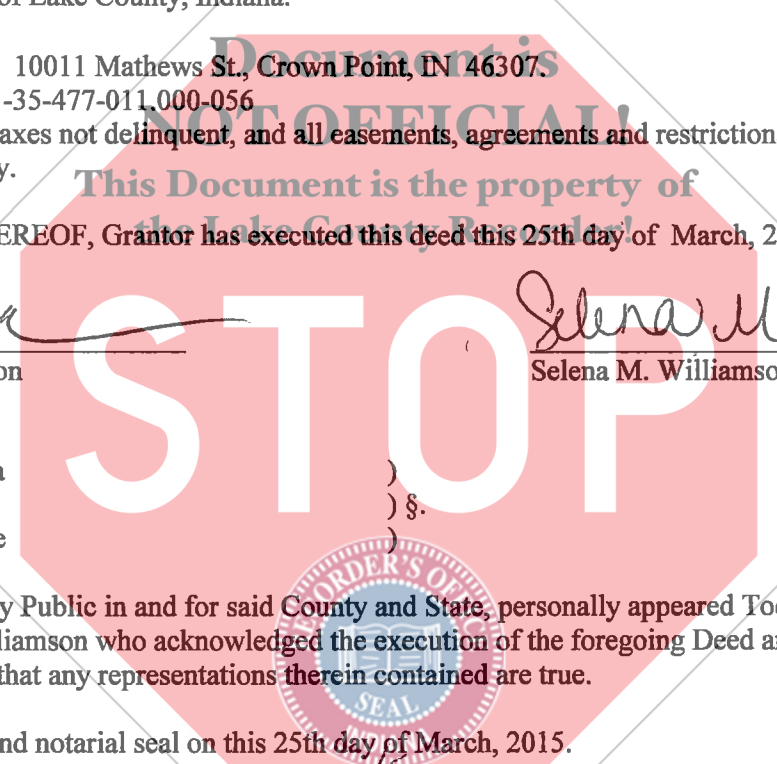 of Lake County, Indiana.
Document is
10011 Mathews St., Crown Point, IN 46307.
-35-477-011.000-056
NOT OFFICIAL!
axes not delinquent, and all easements, agreements and restriction
y.
This Document is the property of
the Lake County Recorder!
EREOF, Grantor has executed this deed this 25th day of March, 2
STOP
Selena M
on
Selena M. Williamso
a )
) §.
e )
RECORDER'S OFFICE
y Public in and for said County and State, personally appeared To
liamson who acknowledged the execution of the foregoing Deed a
that any representations therein contained are true.
SEAL
nd notarial seal on this 25th day of March, 2015.
INDIANA